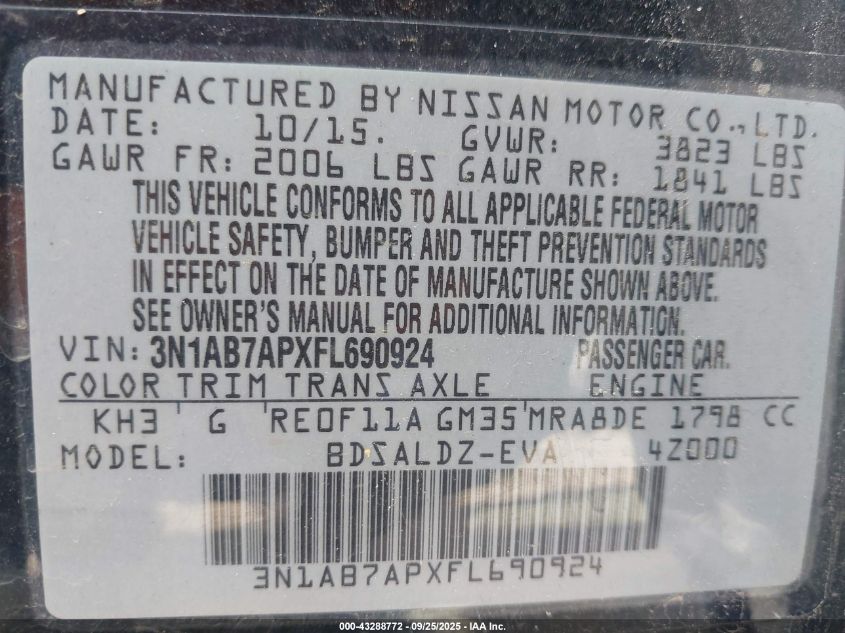 MANUFACTURED BY NISSAN MOTOR CO., LTD.
DATE: 10/15. GVWR: 3823 LBS
GAWR FR: 2006 LBS GAWR RR: 1841 LBS
THIS VEHICLE CONFORMS TO ALL APPLICABLE FEDERAL MOTOR
VEHICLE SAFETY, BUMPER AND THEFT PREVENTION STANDARDS
IN EFFECT ON THE DATE OF MANUFACTURE SHOWN ABOVE.
SEE OWNER'S MANUAL FOR ADDITIONAL INFORMATION.
VIN: 3N1AB7APXFL690924 PASSENGER CAR.
COLOR TRIM TRANS AXLE ENGINE
KH3 ' G 'RE0F11A GM35'MRA8DE 1798 CC
MODEL: BDSALDZ-EVA 4Z000
3N1AB7APXFL690924
000-43288772 - 09/25/2025 - IAA Inc.